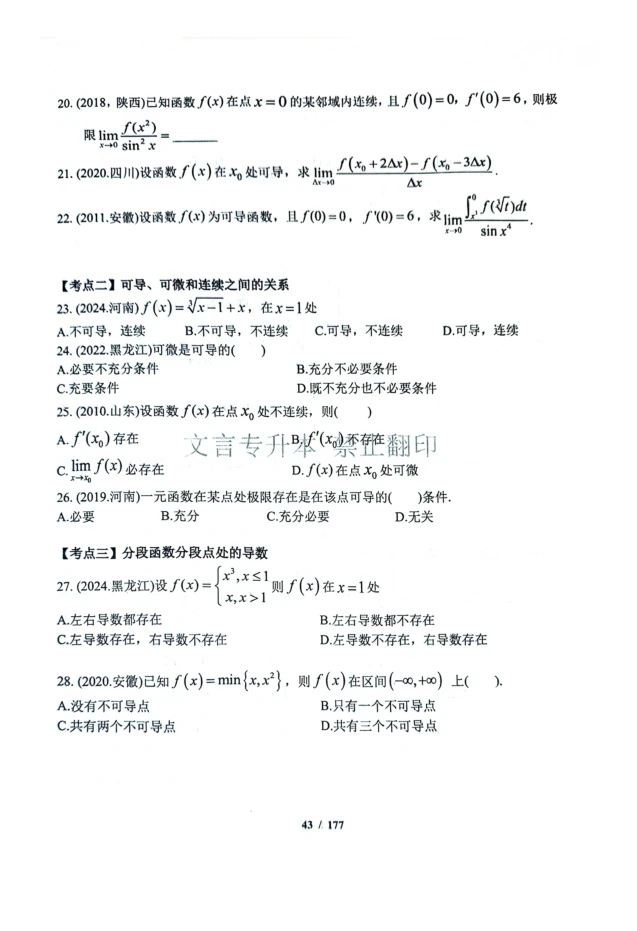 20. (2018，陕西)已知函数 f(x) 在点 x = 0 的某邻域内连续，且 f(0)=0，f′(0)=6，则极
限 lim_{x→0} f(x²)/sin² x = ______
21. (2020.四川)设函数 f(x) 在 x₀ 处可导，求 lim_{Δx→0} [f(x₀+2Δx)−f(x₀−3Δx)]/Δx .
22. (2011.安徽)设函数 f(x) 为可导函数，且 f(0)=0，f′(0)=6，求 lim_{x→0} ∫_{x³}^{0} f(∛t)dt / sin x⁴ .
【考点二】可导、可微和连续之间的关系
23. (2024.河南) f(x)=∛(x−1)+x，在 x=1 处
A.不可导，连续 B.不可导，不连续 C.可导，不连续 D.可导，连续
24. (2022.黑龙江)可微是可导的( )
A.必要不充分条件 B.充分不必要条件
C.充要条件 D.既不充分也不必要条件
25. (2010.山东)设函数 f(x) 在点 x₀ 处不连续，则( )
A. f′(x₀) 存在 B. f′(x₀)不存在
文言专升本 禁止翻印
C. lim_{x→x₀} f(x) 必存在 D. f(x) 在点 x₀ 处可微
26. (2019.河南)一元函数在某点处极限存在是在该点可导的( )条件.
A.必要 B.充分 C.充分必要 D.无关
【考点三】分段函数分段点处的导数
27. (2024.黑龙江)设 f(x)={x³, x≤1; x, x>1 则 f(x) 在 x=1 处
A.左右导数都存在 B.左右导数都不存在
C.左导数存在，右导数不存在 D.左导数不存在，右导数存在
28. (2020.安徽)已知 f(x)=min{x,x²}，则 f(x) 在区间(−∞,+∞) 上( ).
A.没有不可导点 B.只有一个不可导点
C.共有两个不可导点 D.共有三个不可导点
43 / 177